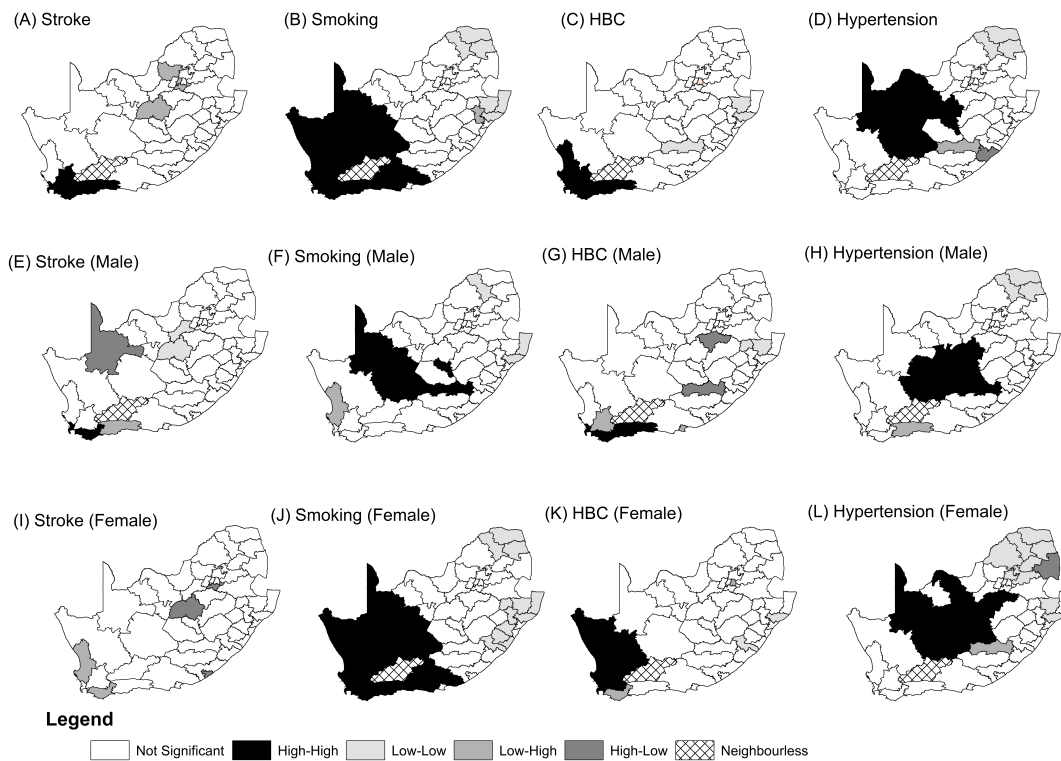 (A) Stroke
(B) Smoking
(C) HBC
(D) Hypertension
(E) Stroke (Male)
(F) Smoking (Male)
(G) HBC (Male)
(H) Hypertension (Male)
(I) Stroke (Female)
(J) Smoking (Female)
(K) HBC (Female)
(L) Hypertension (Female)
Legend
Not Significant High-High Low-Low Low-High High-Low Neighbourless